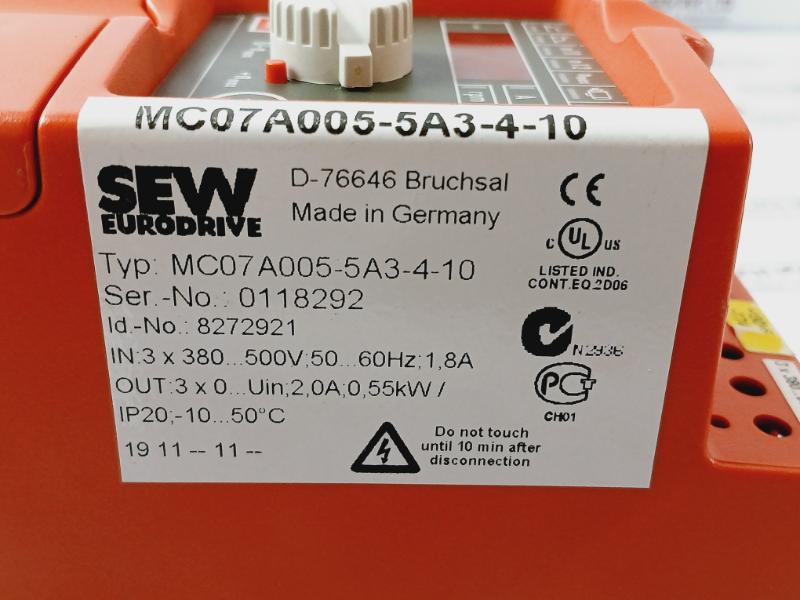 MC07A005-5A3-4-10
SEW
EURODRIVE
D-76646 Bruchsal
Made in Germany
CE
C UL US
LISTED IND.
CONT.EQ.2D06
Typ: MC07A005-5A3-4-10
Ser.-No.: 0118292
Id.-No.: 8272921
IN:3 x 380...500V;50...60Hz;1,8A
OUT:3 x 0...Uin;2,0A;0,55kW /
IP20;-10...50°C
19 11 -- 11 --
N2936
PCT
CH01
Do not touch
until 10 min after
disconnection
rpm
A